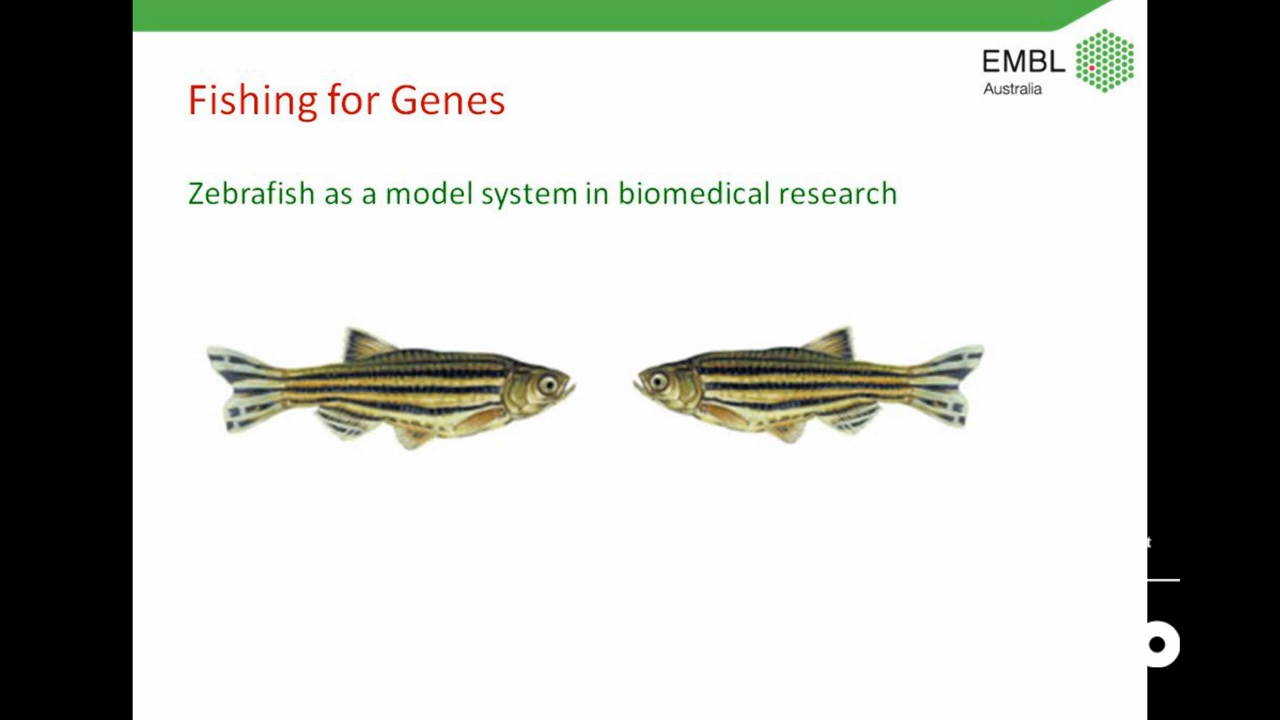 EMBL
Australia
Fishing for Genes
Zebrafish as a model system in biomedical research